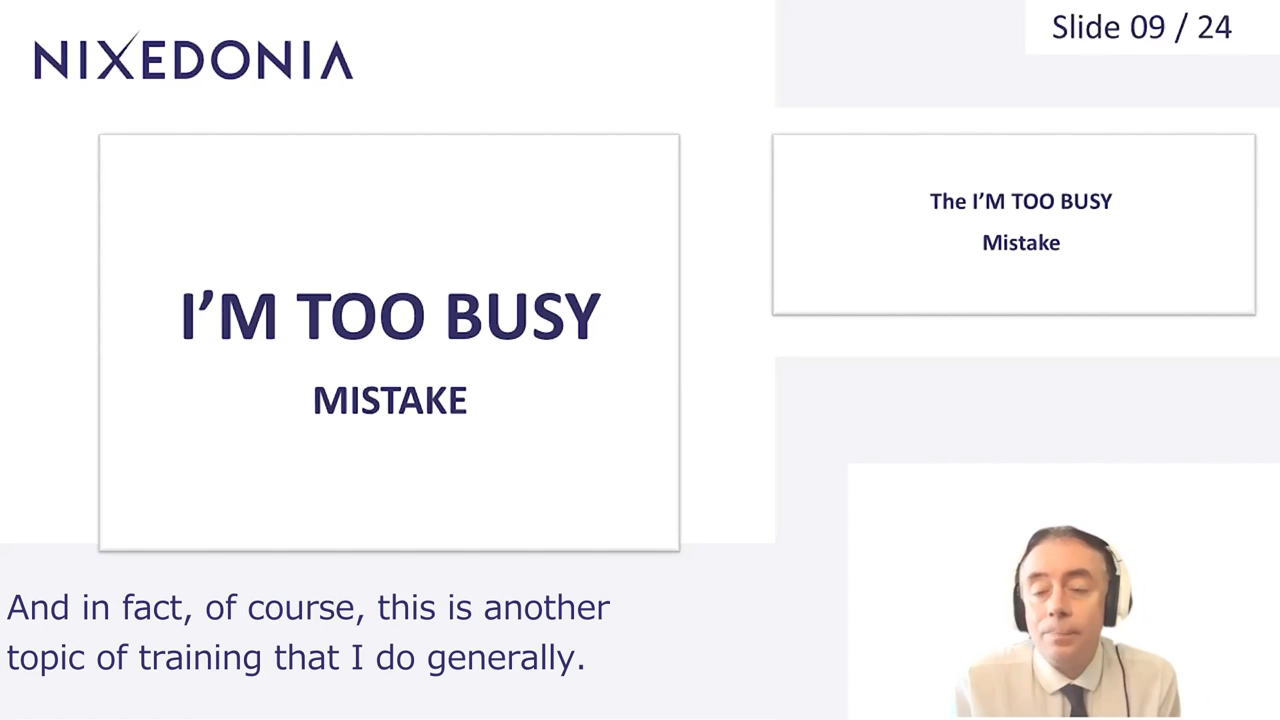 NIXEDONIA
Slide 09 / 24
I’M TOO BUSY
MISTAKE
The I’M TOO BUSY
Mistake
And in fact, of course, this is another
topic of training that I do generally.